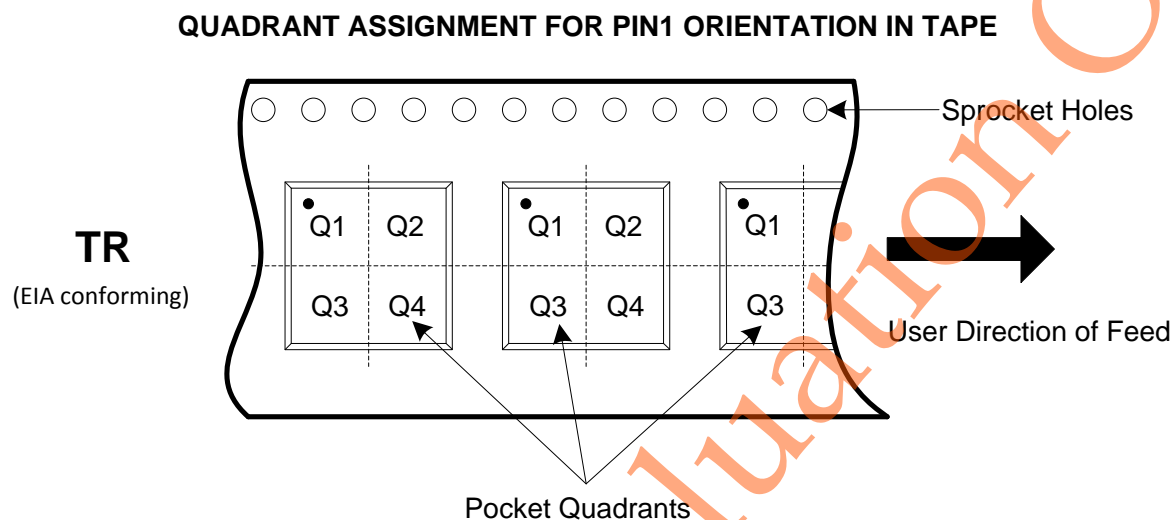 QUADRANT ASSIGNMENT FOR PIN1 ORIENTATION IN TAPE
Sprocket Holes
Q1 Q2 Q1 Q2 Q1
TR
(EIA conforming)
Q3 Q4 Q3 Q4 Q3
User Direction of Feed
Pocket Quadrants